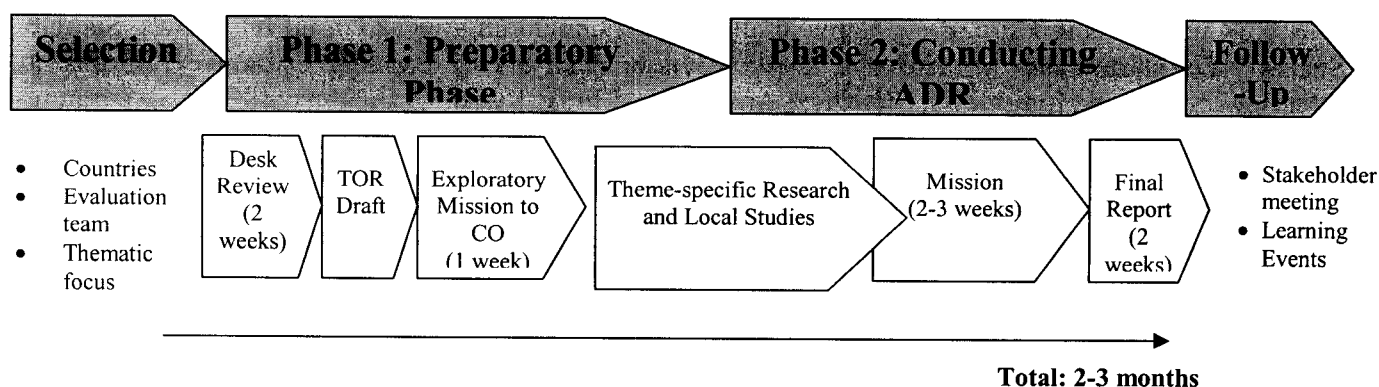 Selection
Phase 1: Preparatory
Phase
Phase 2: Conducting
ADR
Follow
-Up
• Countries
• Evaluation
team
• Thematic
focus
Desk
Review
(2
weeks)
TOR
Draft
Exploratory
Mission to
CO
(1 week)
Theme-specific Research
and Local Studies
Mission
(2-3 weeks)
Final
Report
(2
weeks)
• Stakeholder
meeting
• Learning
Events
Total: 2-3 months